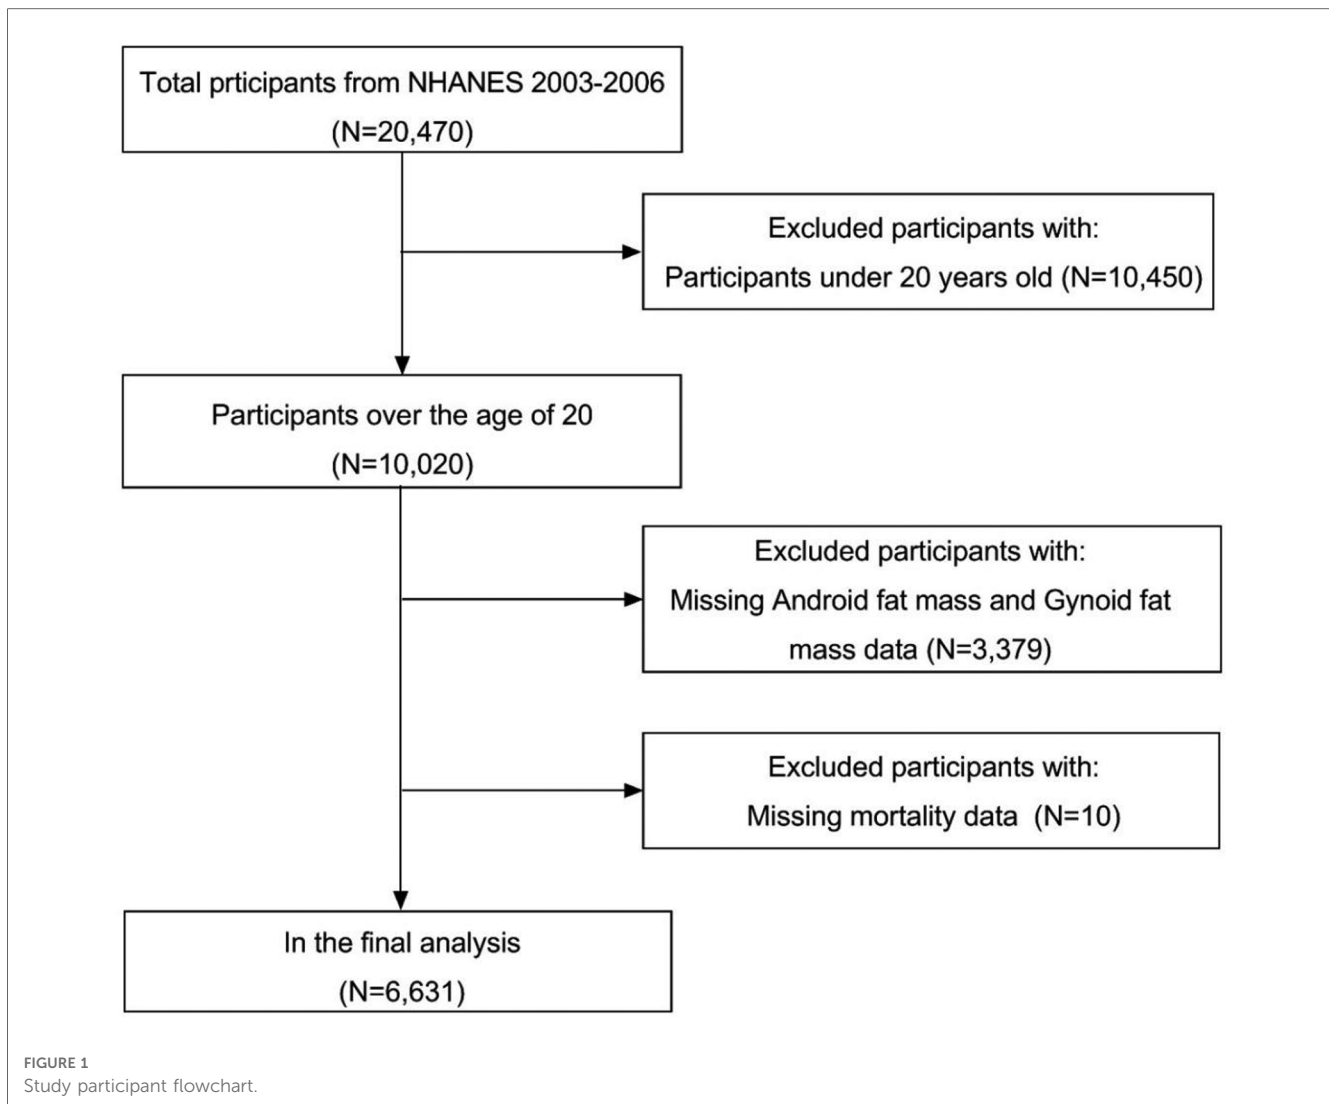 Total prticipants from NHANES 2003-2006
(N=20,470)
Excluded participants with:
Participants under 20 years old (N=10,450)
Participants over the age of 20
(N=10,020)
Excluded participants with:
Missing Android fat mass and Gynoid fat
mass data (N=3,379)
Excluded participants with:
Missing mortality data (N=10)
In the final analysis
(N=6,631)
FIGURE 1
Study participant flowchart.